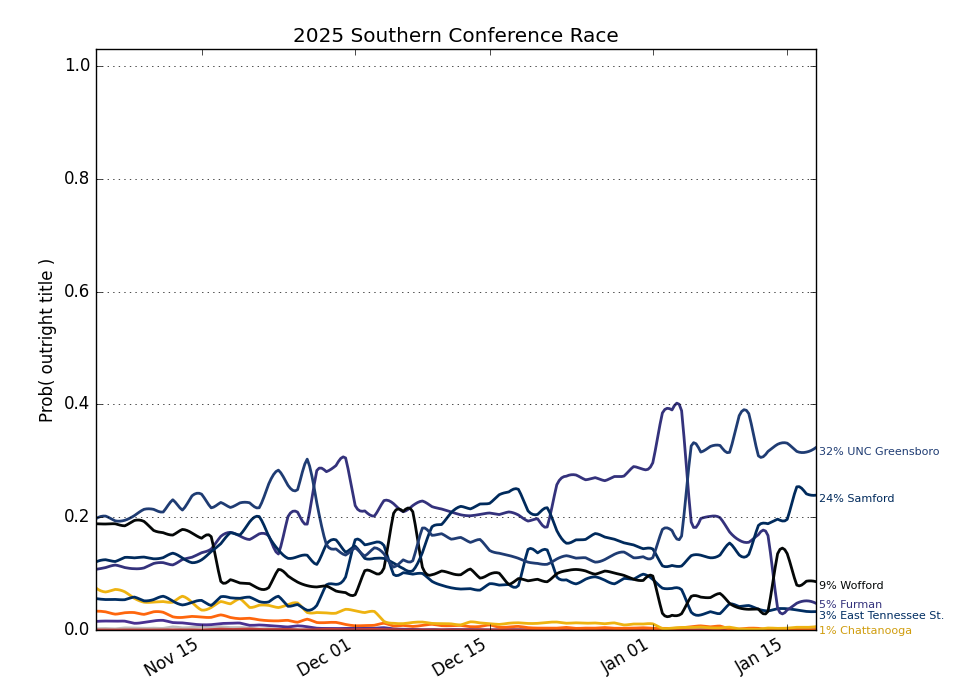 2025 Southern Conference Race
Prob( outright title )
1.0
0.8
0.6
0.4
0.2
0.0
Nov 15
Dec 01
Dec 15
Jan 01
Jan 15
32% UNC Greensboro
24% Samford
9% Wofford
5% Furman
3% East Tennessee St.
1% Chattanooga